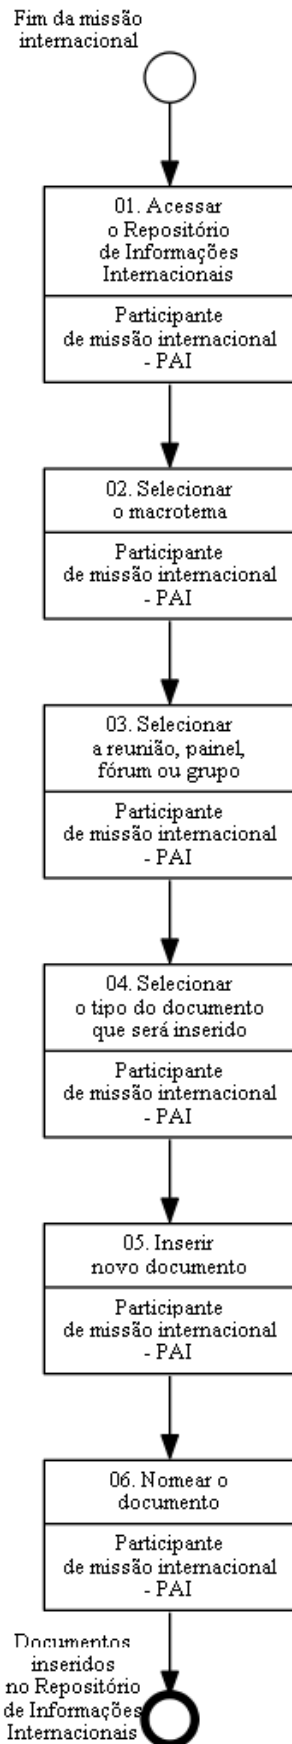 Fim da missão
internacional
01. Acessar
o Repositório
de Informações
Internacionais
Participante
de missão internacional
- PAI
02. Selecionar
o macrotema
Participante
de missão internacional
- PAI
03. Selecionar
a reunião, painel,
fórum ou grupo
Participante
de missão internacional
- PAI
04. Selecionar
o tipo do documento
que será inserido
Participante
de missão internacional
- PAI
05. Inserir
novo documento
Participante
de missão internacional
- PAI
06. Nomear o
documento
Participante
de missão internacional
- PAI
Documentos
inseridos
no Repositório
de Informações
Internacionais